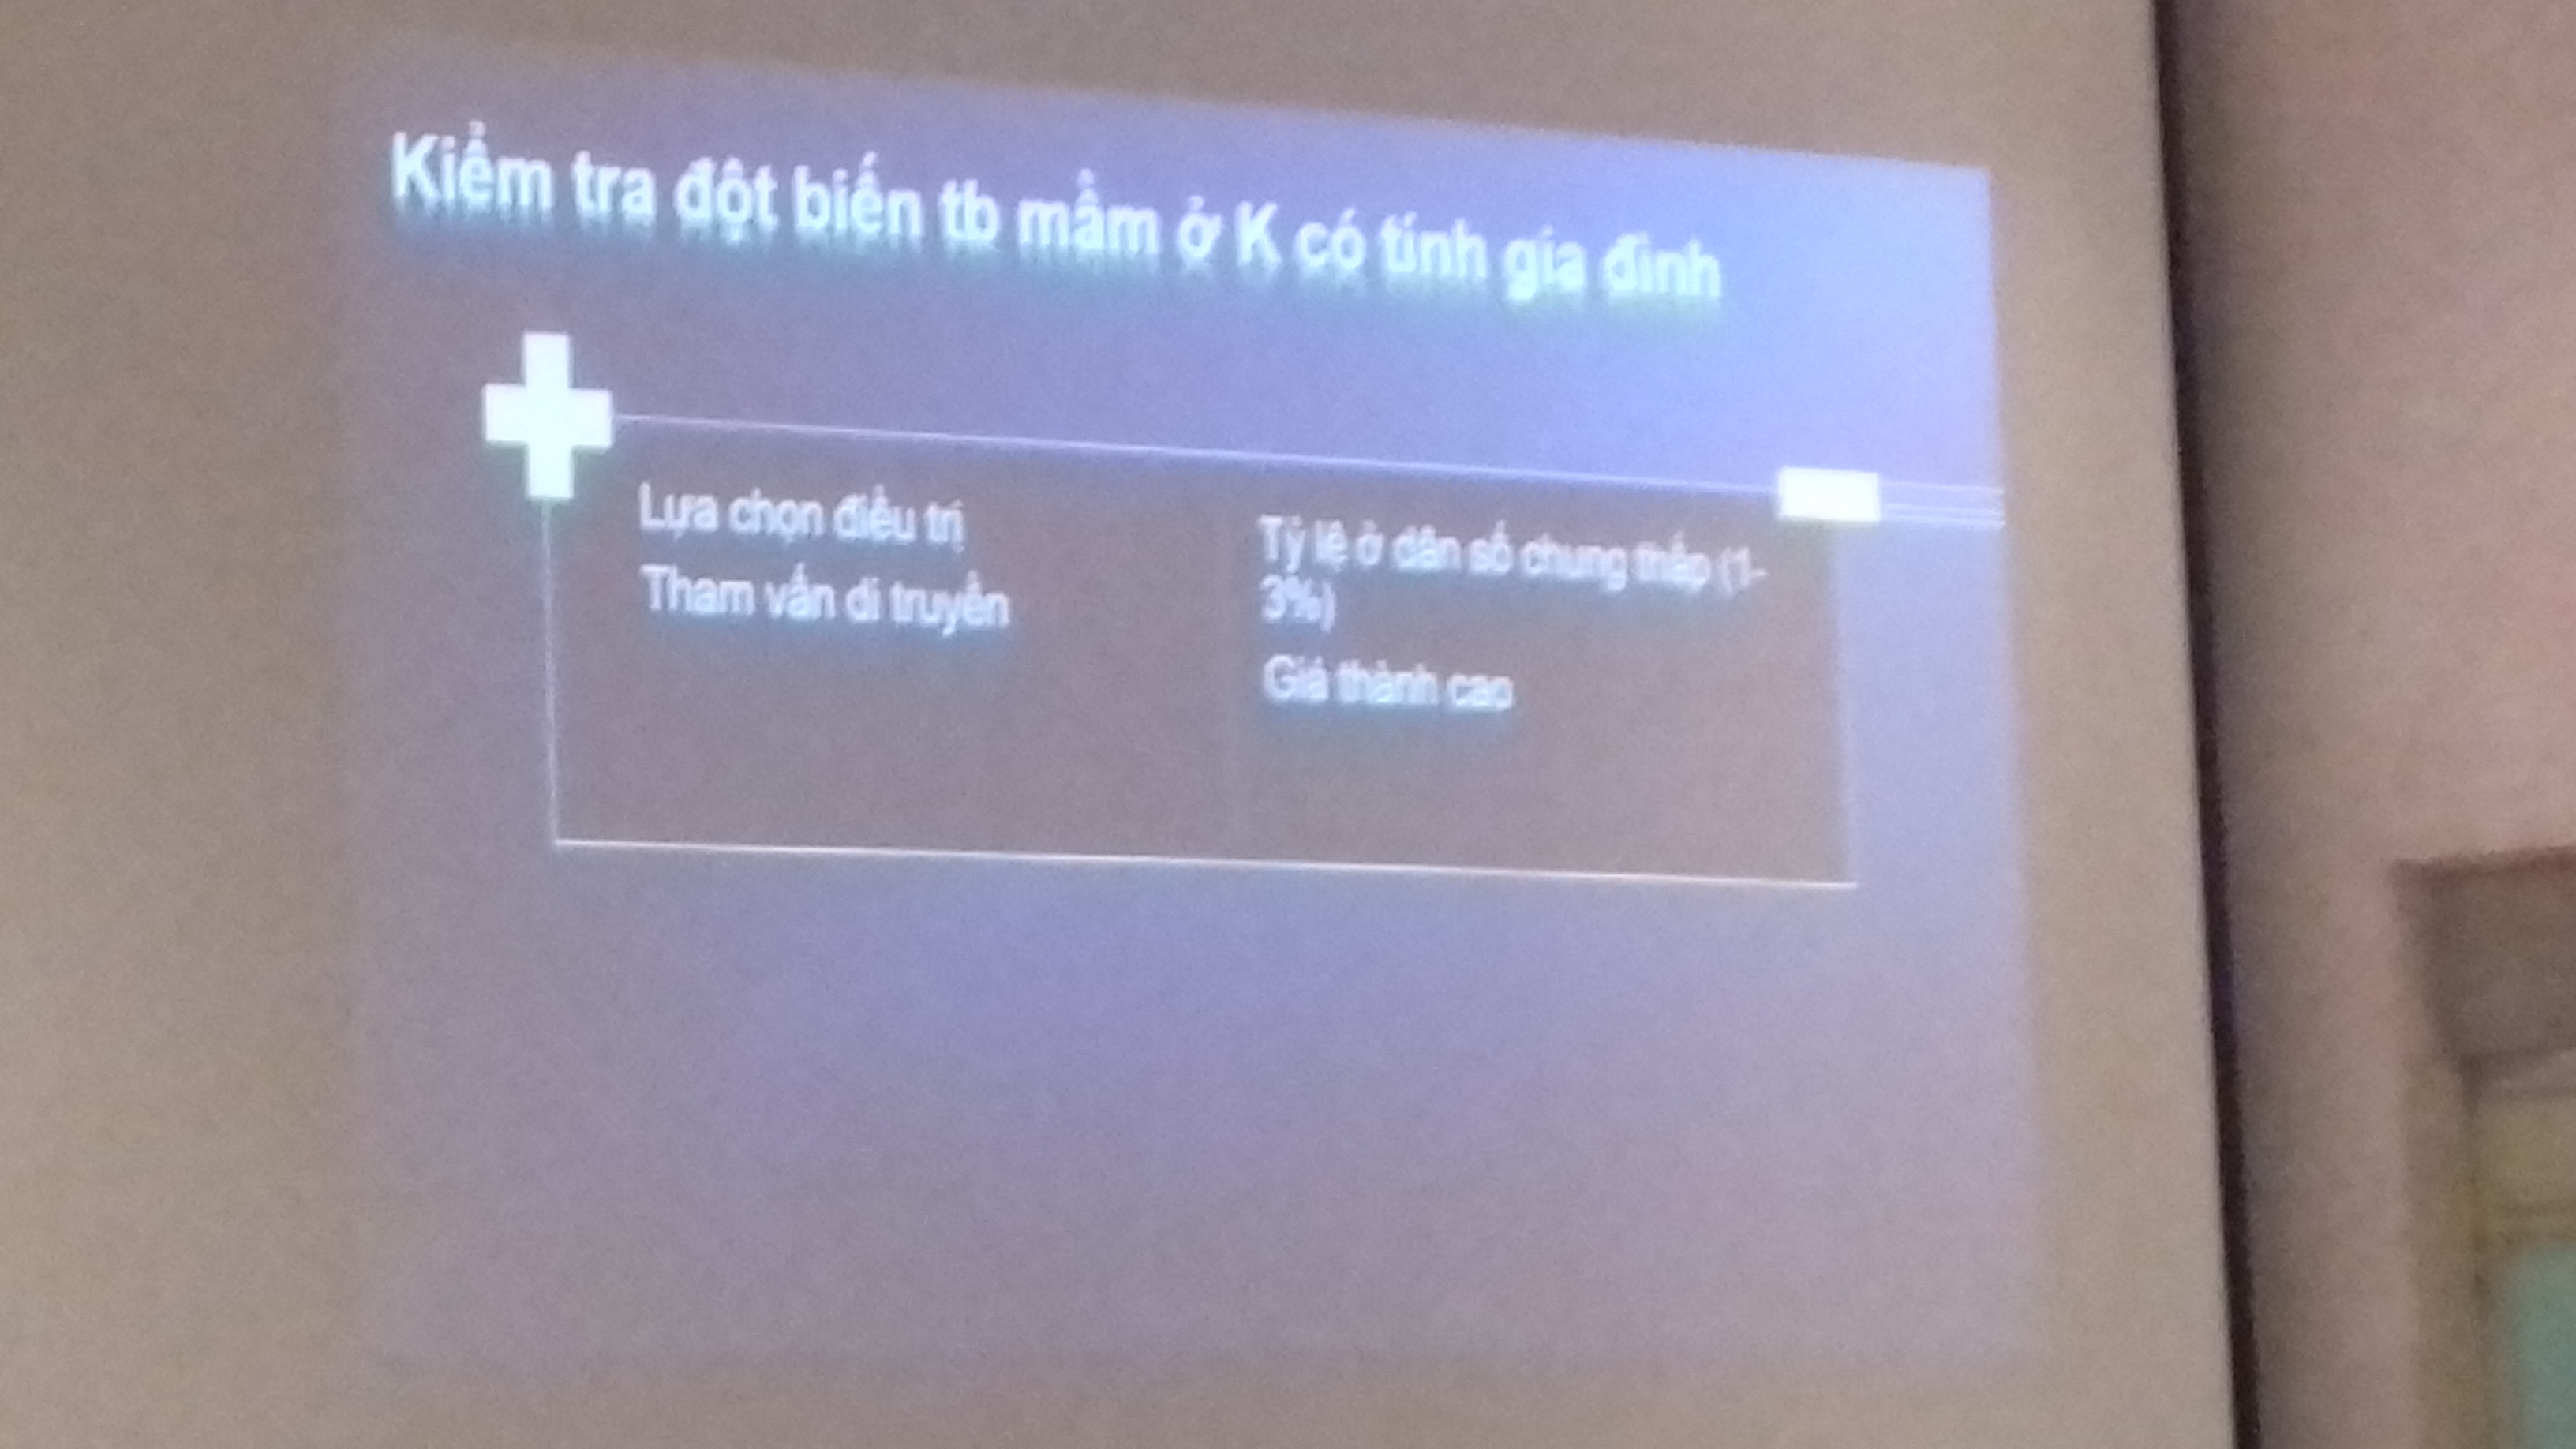 Kiểm tra đột biến tb mầm ở K có tính gia đình
Lựa chọn điều trị
Tham vấn di truyền
Tỷ lệ ở dân số chung thấp (1-
3%)
Giá thành cao